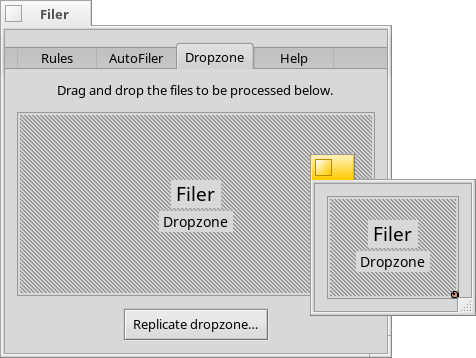 Filer
Rules AutoFiler Dropzone Help
Drag and drop the files to be processed below.
Filer
Dropzone
Filer
Dropzone
Replicate dropzone...